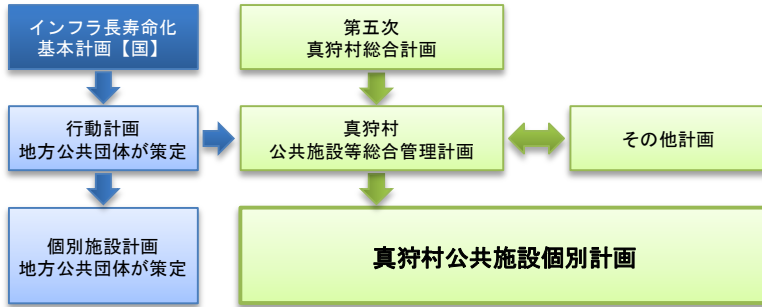 インフラ長寿命化
基本計画【国】
第五次
真狩村総合計画
行動計画
地方公共団体が策定
真狩村
公共施設等総合管理計画
その他計画
個別施設計画
地方公共団体が策定
真狩村公共施設個別計画